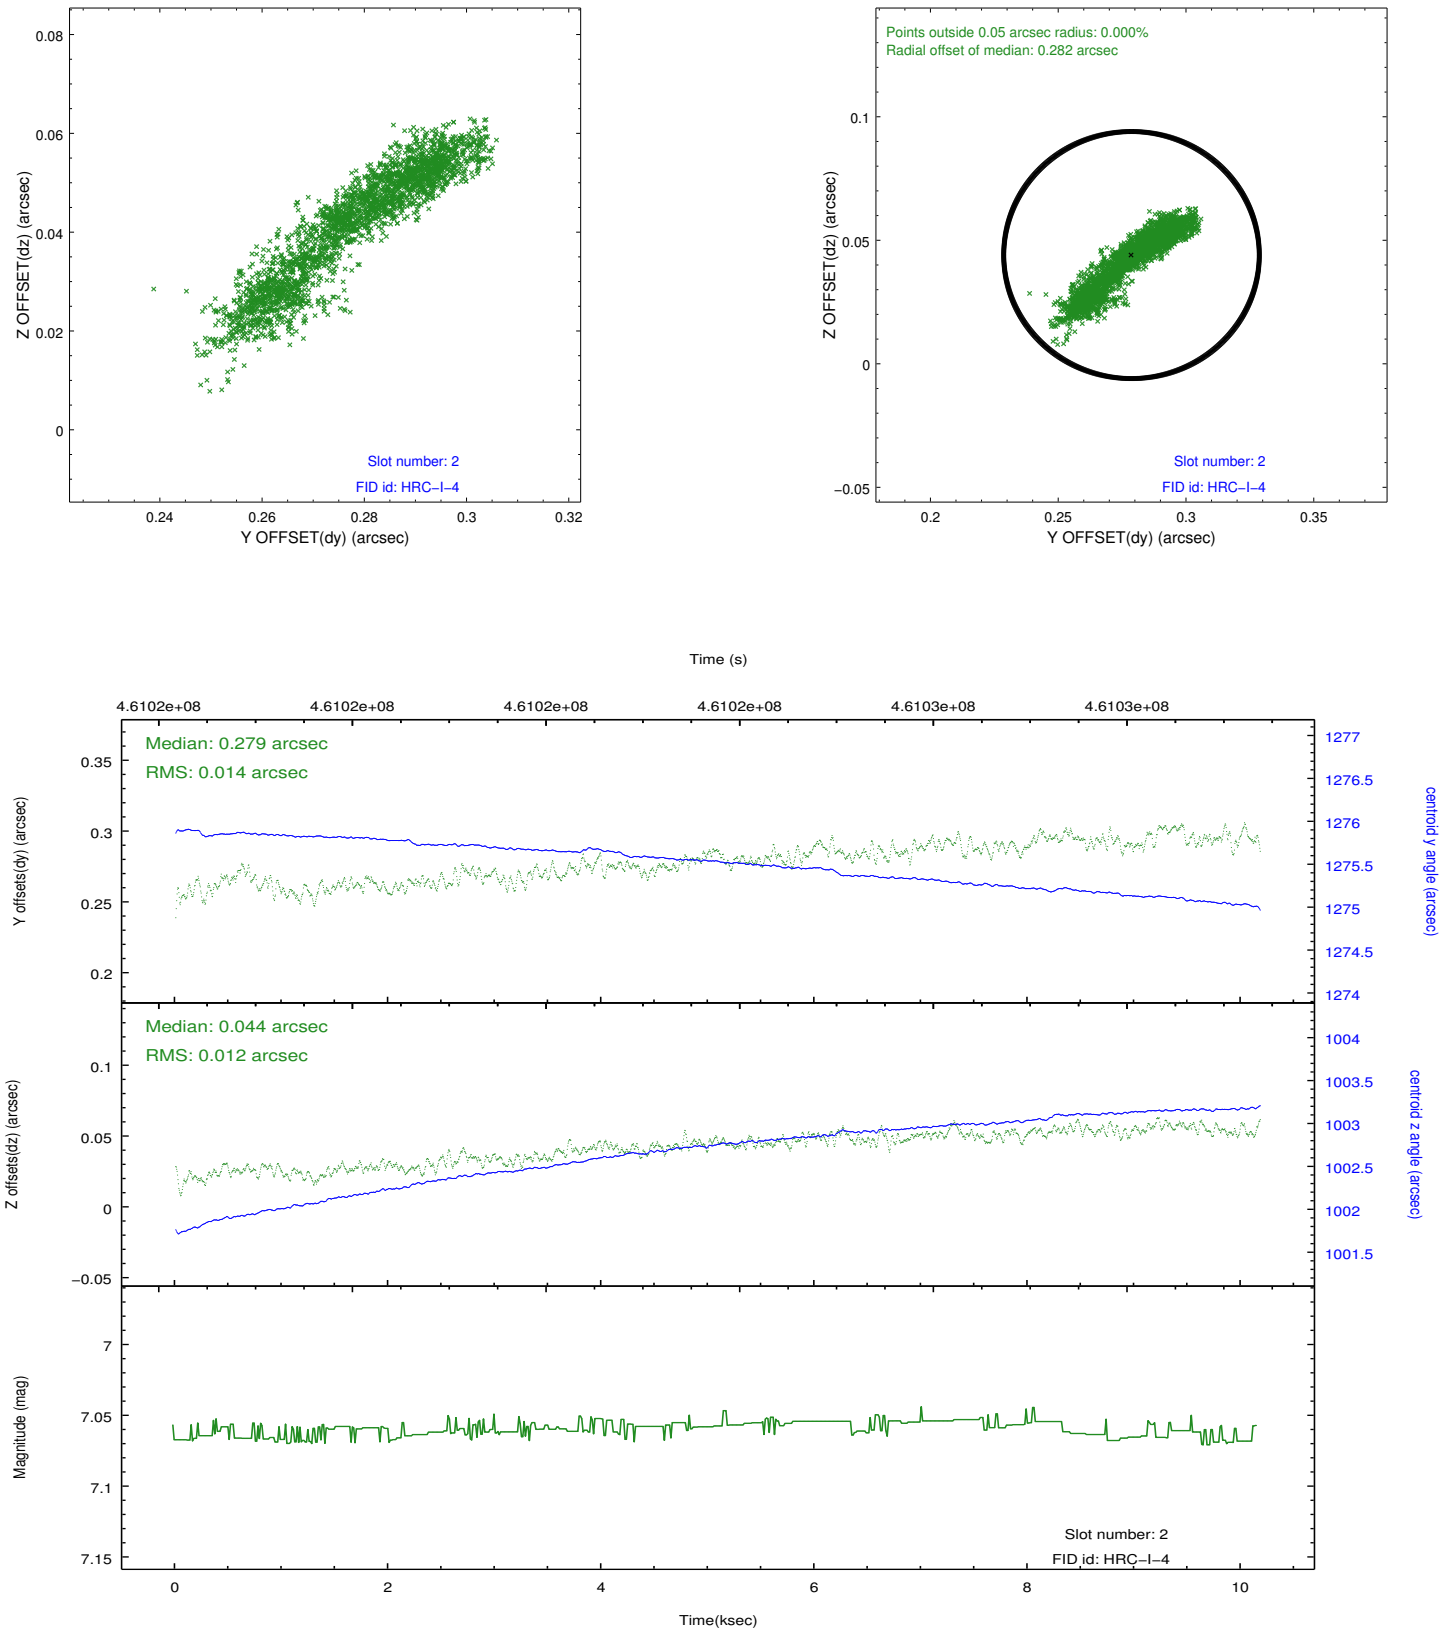 0.08
0.06
0.04
0.02
0
Z OFFSET(dz) (arcsec)
Slot number: 2
FID id: HRC−I−4
0.24 0.26 0.28 0.3 0.32
Y OFFSET(dy) (arcsec)
Points outside 0.05 arcsec radius: 0.000%
Radial offset of median: 0.282 arcsec
0.1
0.05
0
−0.05
Z OFFSET(dz) (arcsec)
Slot number: 2
FID id: HRC−I−4
0.2 0.25 0.3 0.35
Y OFFSET(dy) (arcsec)
Time (s)
4.6102e+08 4.6102e+08 4.6102e+08 4.6102e+08 4.6103e+08 4.6103e+08
Median: 0.279 arcsec
RMS: 0.014 arcsec
0.35
0.3
0.25
0.2
Y offsets(dy) (arcsec)
1277
1276.5
1276
1275.5
1275
1274.5
1274
centroid y angle (arcsec)
Median: 0.044 arcsec
RMS: 0.012 arcsec
0.1
0.05
0
−0.05
Z offsets(dz) (arcsec)
1004
1003.5
1003
1002.5
1002
1001.5
centroid z angle (arcsec)
7
7.05
7.1
7.15
Magnitude (mag)
Slot number: 2
FID id: HRC−I−4
0 2 4 6 8 10
Time(ksec)